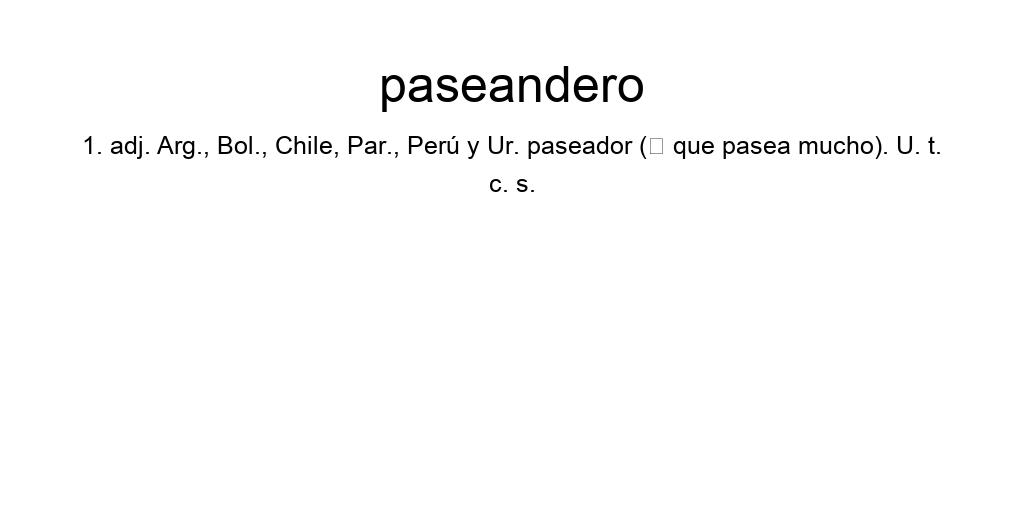 paseandero
1. adj. Arg., Bol., Chile, Par., Perú y Ur. paseador (▯ que pasea mucho). U. t.
c. s.